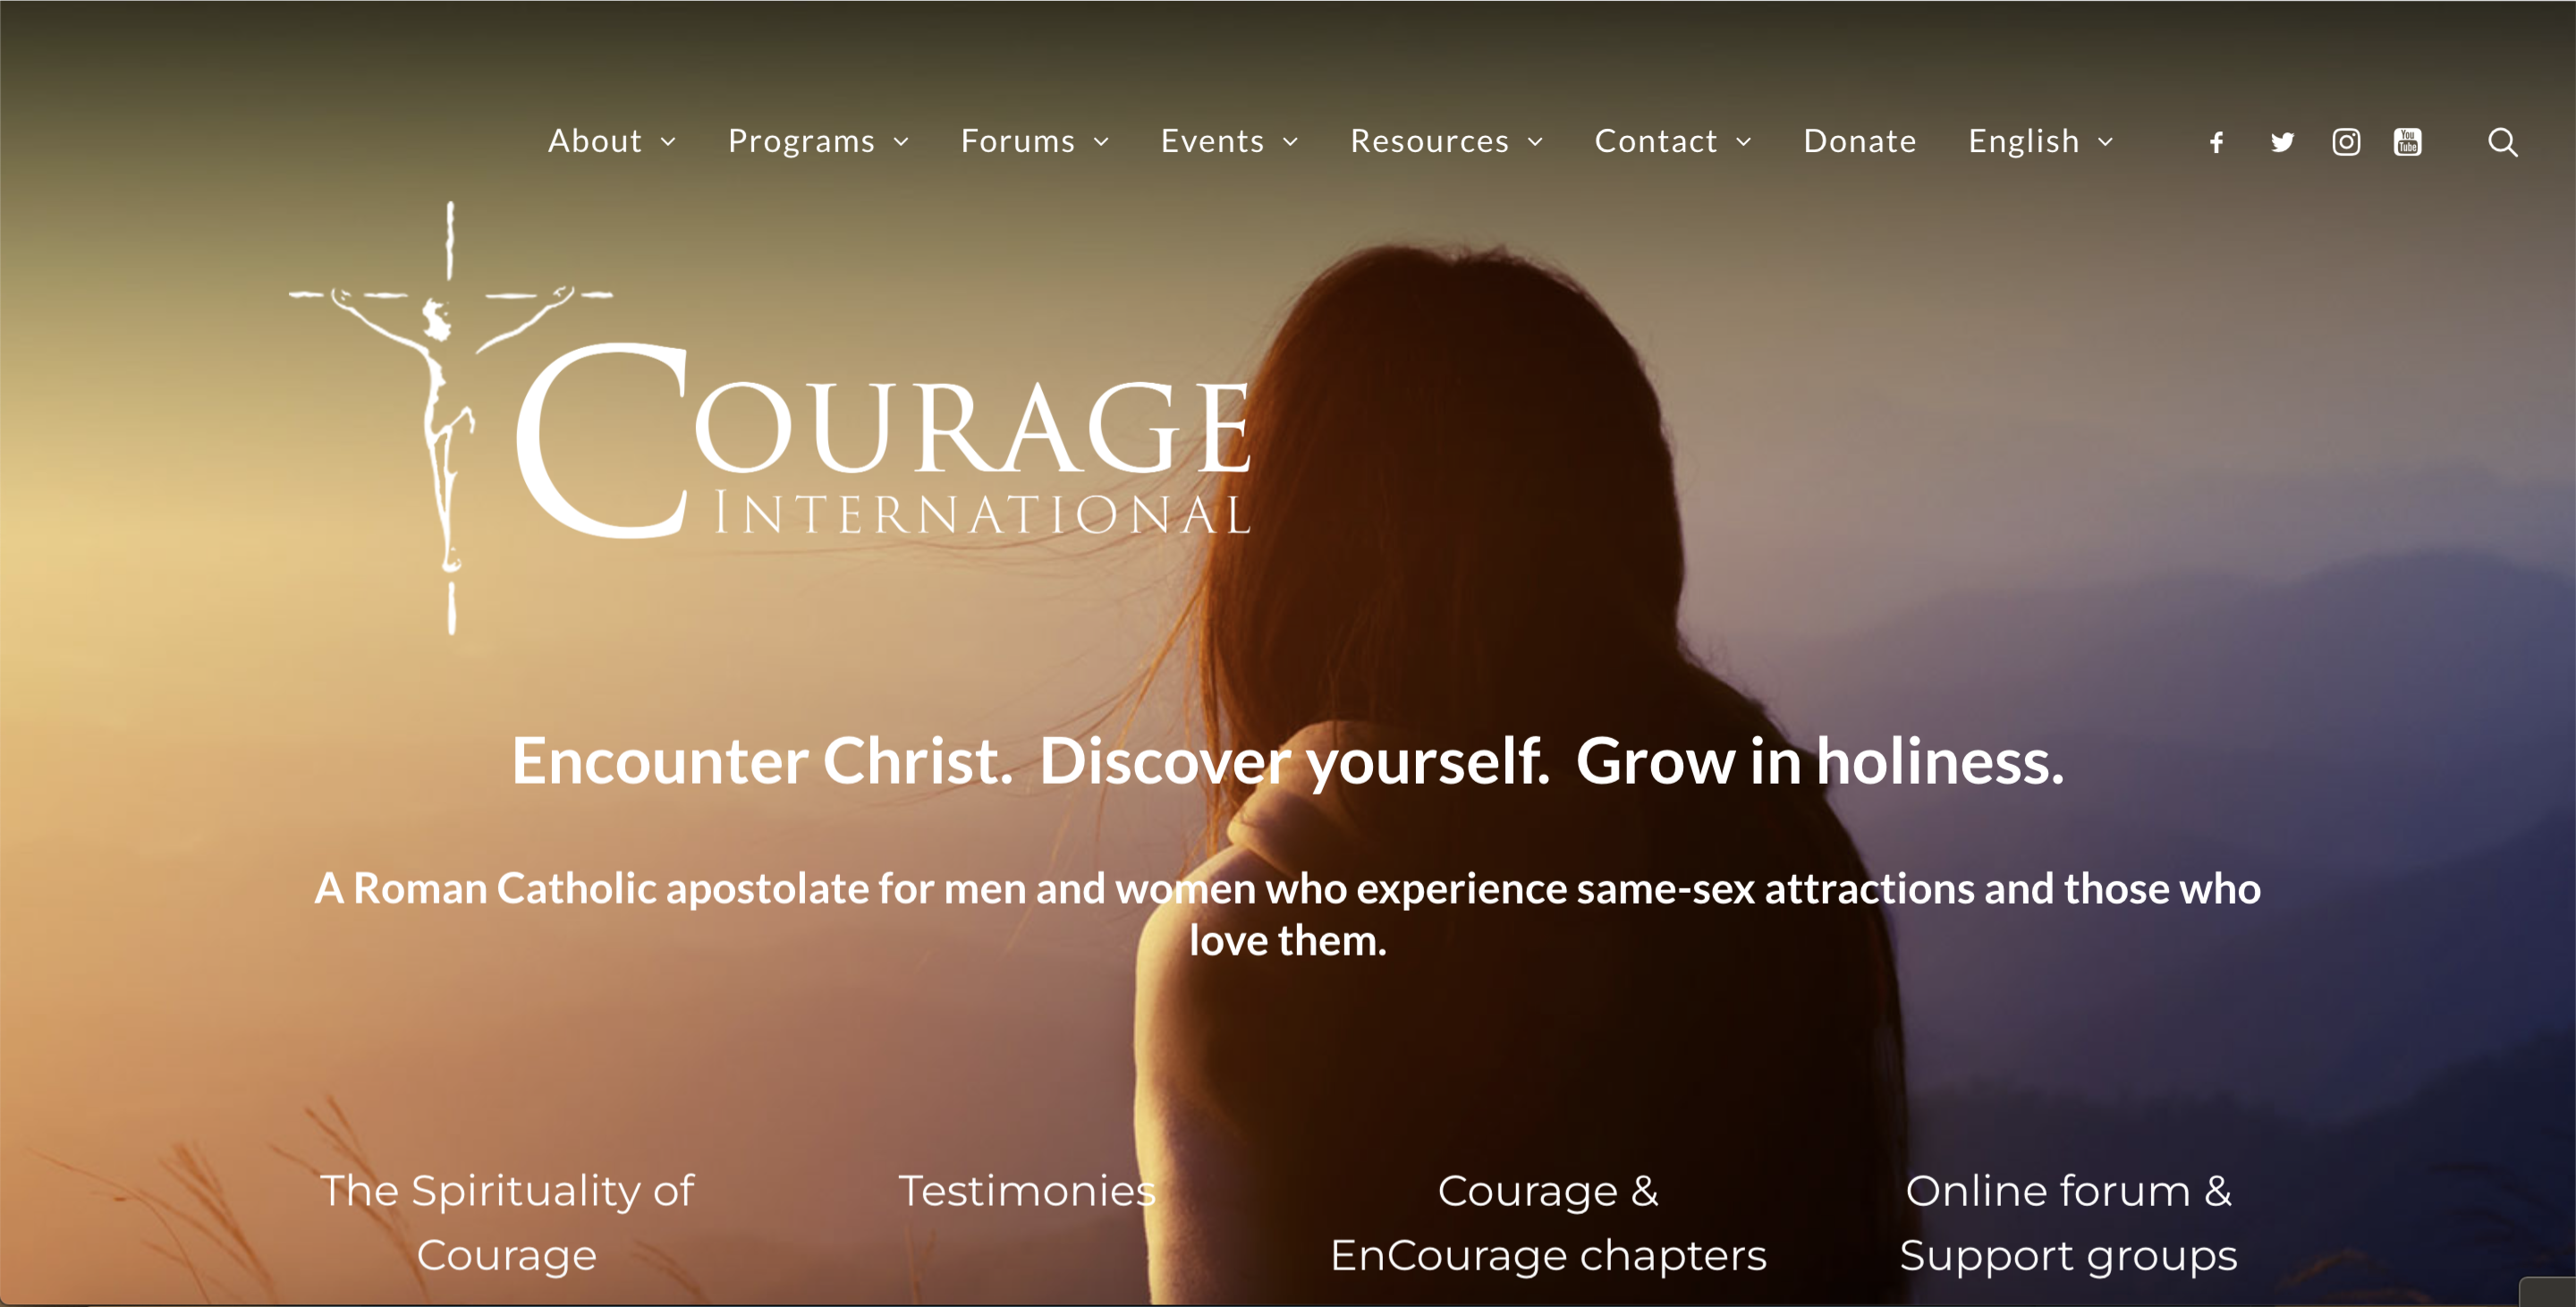 About Programs Forums Events Resources Contact Donate English
You
Tube
COURAGE
INTERNATIONAL
Encounter Christ. Discover yourself. Grow in holiness.
A Roman Catholic apostolate for men and women who experience same-sex attractions and those who
love them.
The Spirituality of
Courage
Testimonies
Courage &
EnCourage chapters
Online forum &
Support groups